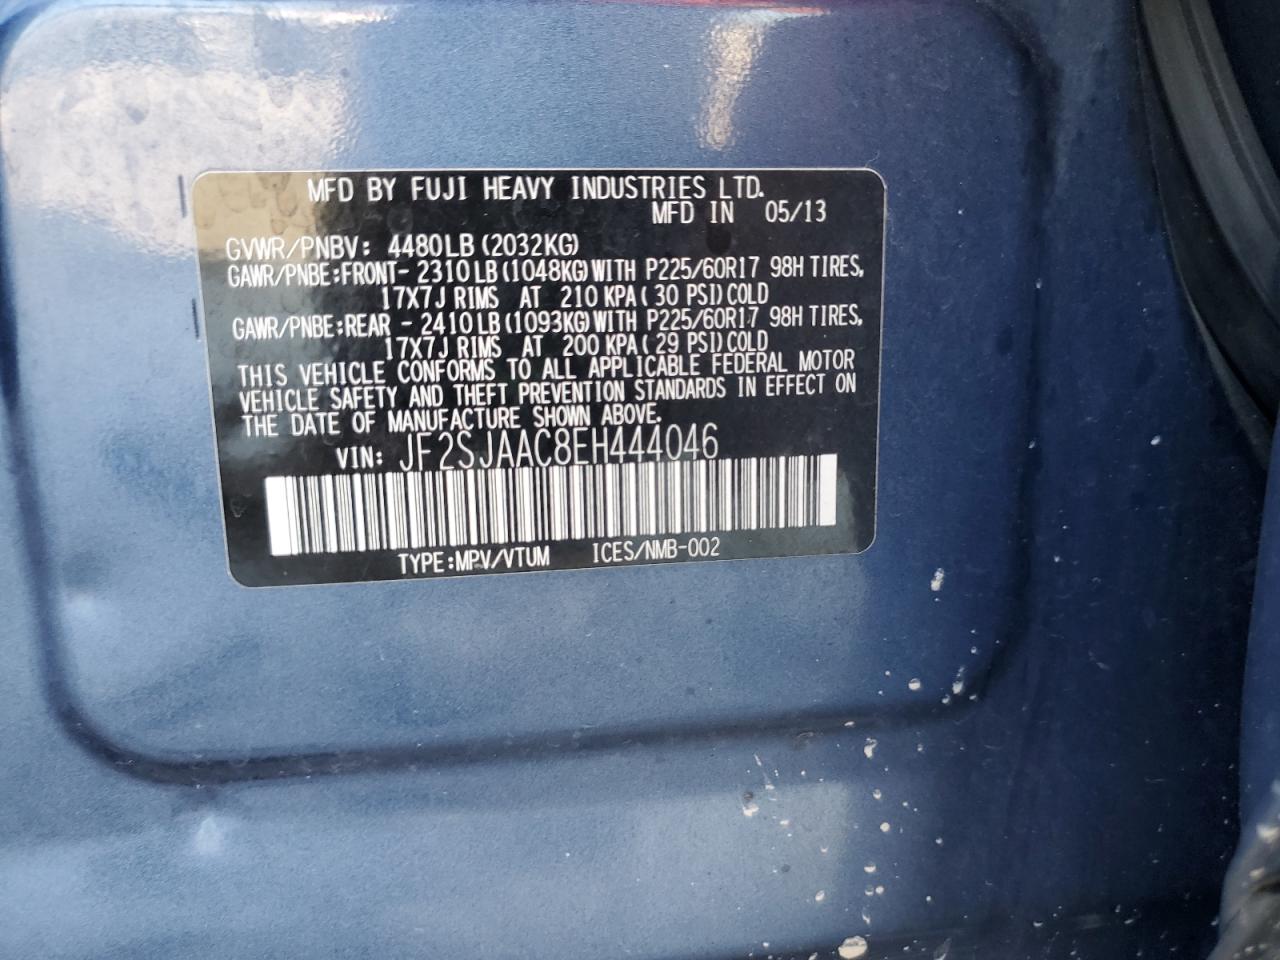 MFD BY FUJI HEAVY INDUSTRIES LTD.
MFD IN 05/13
GVWR/PNBV: 4480LB (2032KG)
GAWR/PNBE:FRONT- 2310LB (1048KG) WITH P225/60R17 98H TIRES,
17X7J RIMS AT 210 KPA (30 PSI) COLD
GAWR/PNBE:REAR - 2410LB (1093KG) WITH P225/60R17 98H TIRES,
17X7J RIMS AT 200 KPA (29 PSI) COLD
THIS VEHICLE CONFORMS TO ALL APPLICABLE FEDERAL MOTOR
VEHICLE SAFETY AND THEFT PREVENTION STANDARDS IN EFFECT ON
THE DATE OF MANUFACTURE SHOWN ABOVE.
VIN: JF2SJAAC8EH444046
TYPE:MPV/VTUM ICES/NMB-002